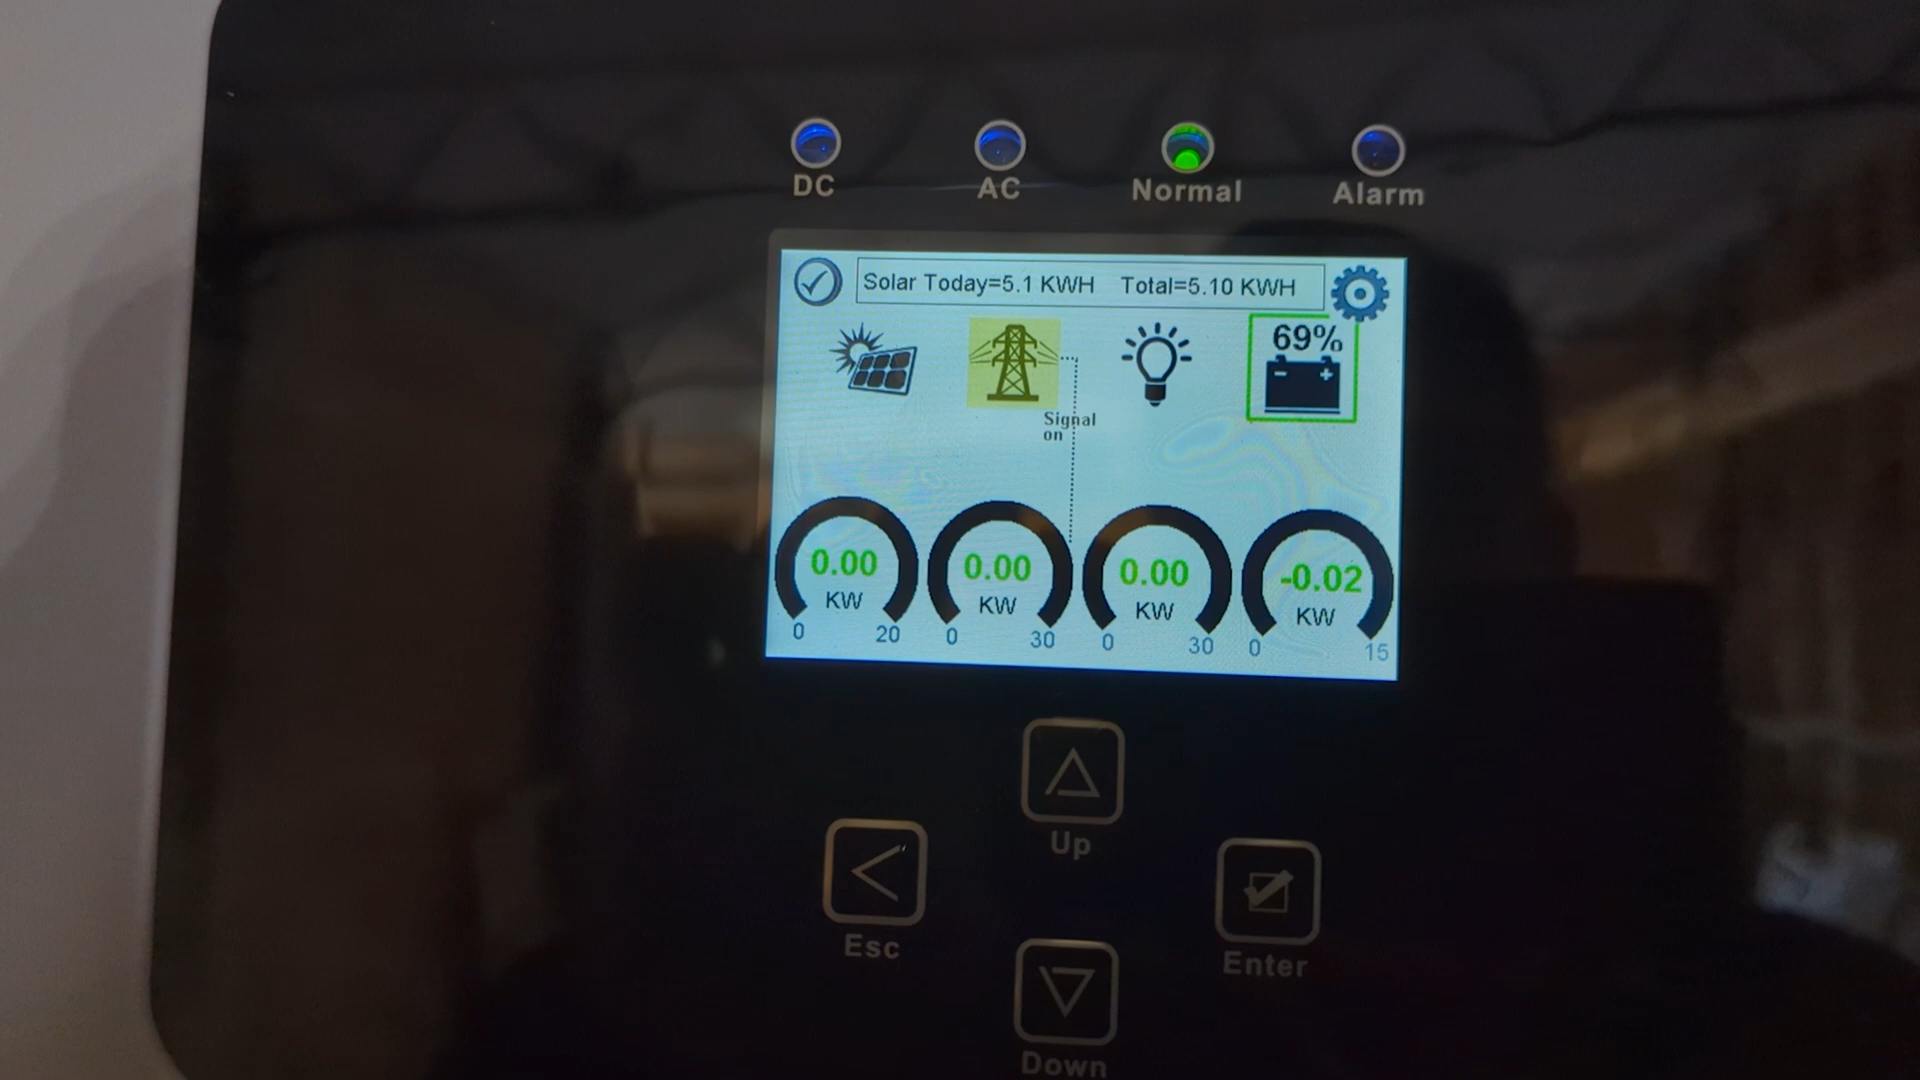 DC AC Normal Alarm
Solar Today=5.1 KWH Total=5.10 KWH
69%
Signal
on
0.00 0.00 0.00 -0.02
KW KW KW KW
0 20 0 30 0 30 0 15
Up
Esc
Enter
Down